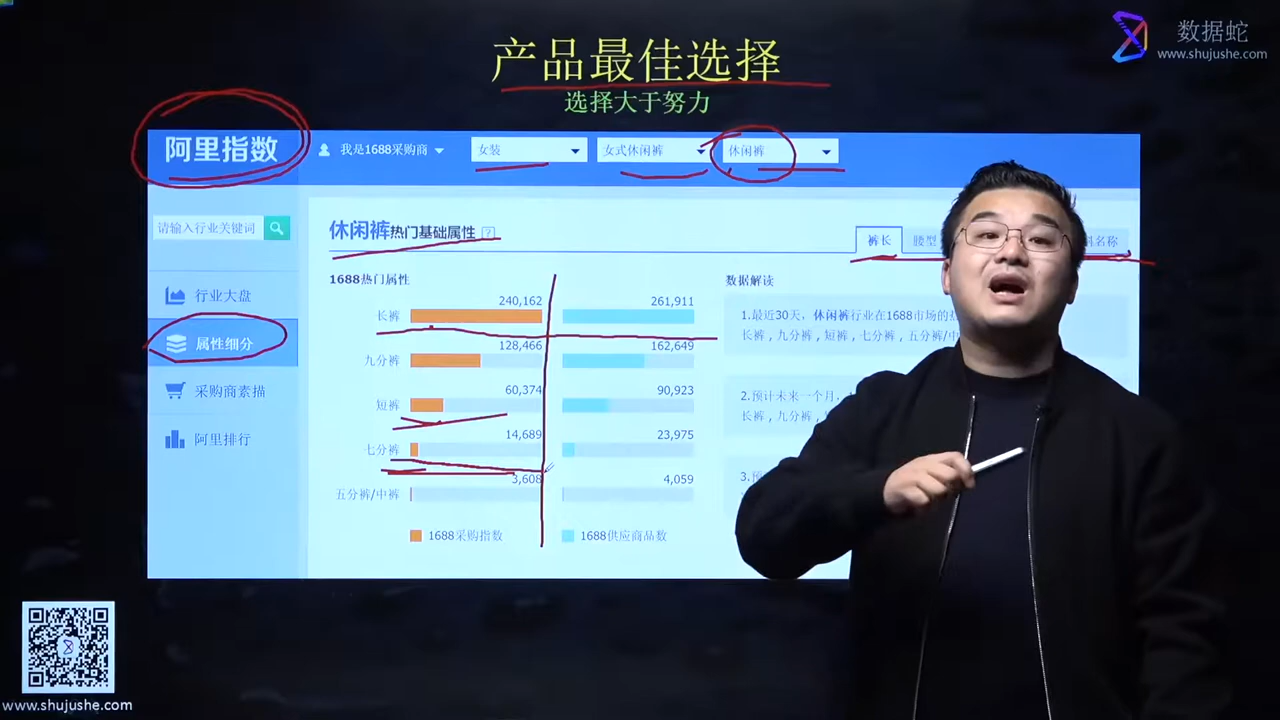 数据蛇
www.shujushe.com
产品最佳选择
选择大于努力
阿里指数
我是1688采购商
女装
女式休闲裤
休闲裤
请输入行业关键词
休闲裤热门基础属性 ?
裤长
腰型
名称
行业大盘
属性细分
采购商素描
阿里排行
1688热门属性
数据解读
长裤 240,162 261,911
九分裤 128,466 162,649
短裤 60,374 90,923
七分裤 14,689 23,975
五分裤/中裤 3,608 4,059
1688采购指数
1688供应商品数
1.最近30天，休闲裤行业在1688市场的
长裤，九分裤，短裤，七分裤，五分裤/中
2.预计未来一个月，
长裤，九分裤，
3.预
长裤
www.shujushe.com